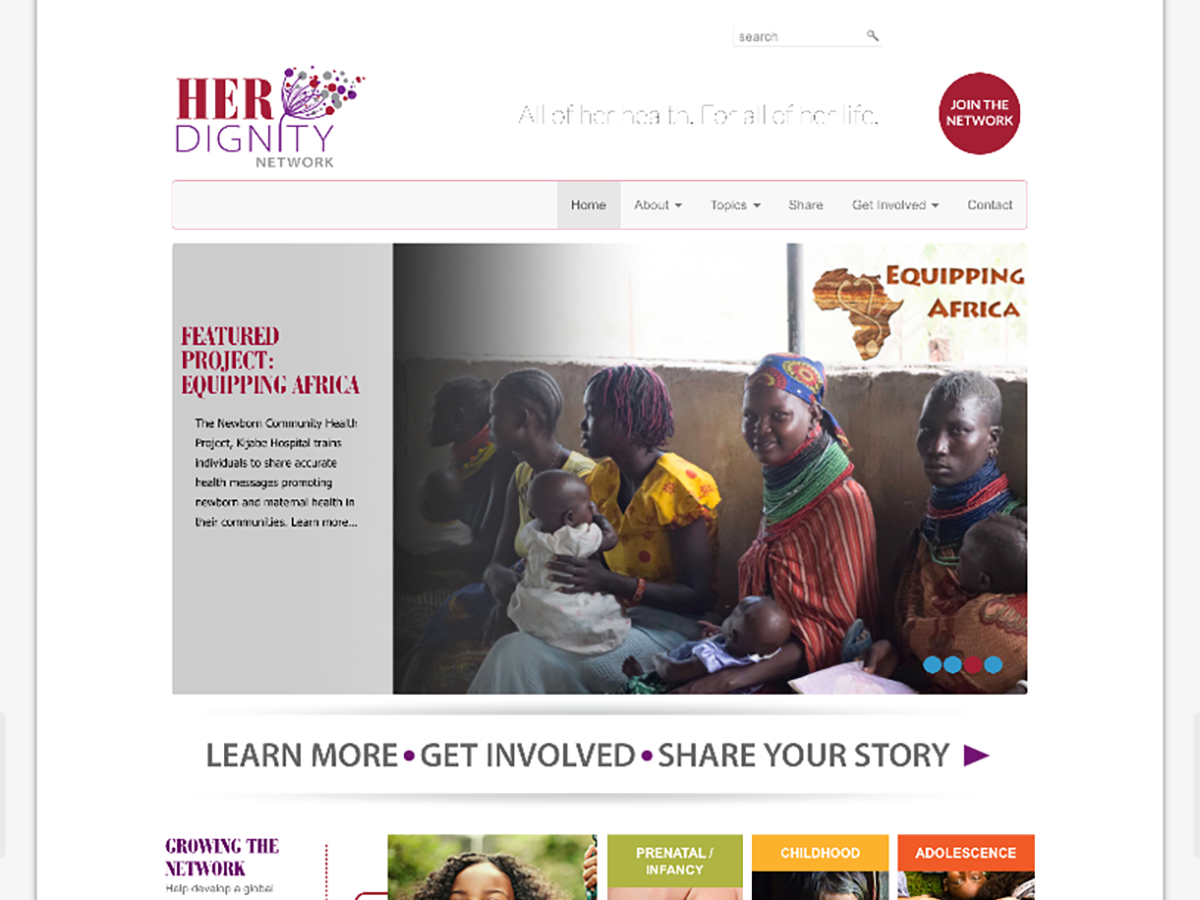 search
HER
DIGNITY
NETWORK
All of her health. For all of her life.
JOIN THE
NETWORK
Home
About
Topics
Share
Get Involved
Contact
EQUIPPING
AFRICA
FEATURED
PROJECT:
EQUIPPING AFRICA
The Newborn Community Health
Project, Kijabe Hospital trains
individuals to share accurate
health messages promoting
newborn and maternal health in
their communities. Learn more...
LEARN MORE•GET INVOLVED•SHARE YOUR STORY
GROWING THE
NETWORK
Help develop a global
PRENATAL /
INFANCY
CHILDHOOD
ADOLESCENCE